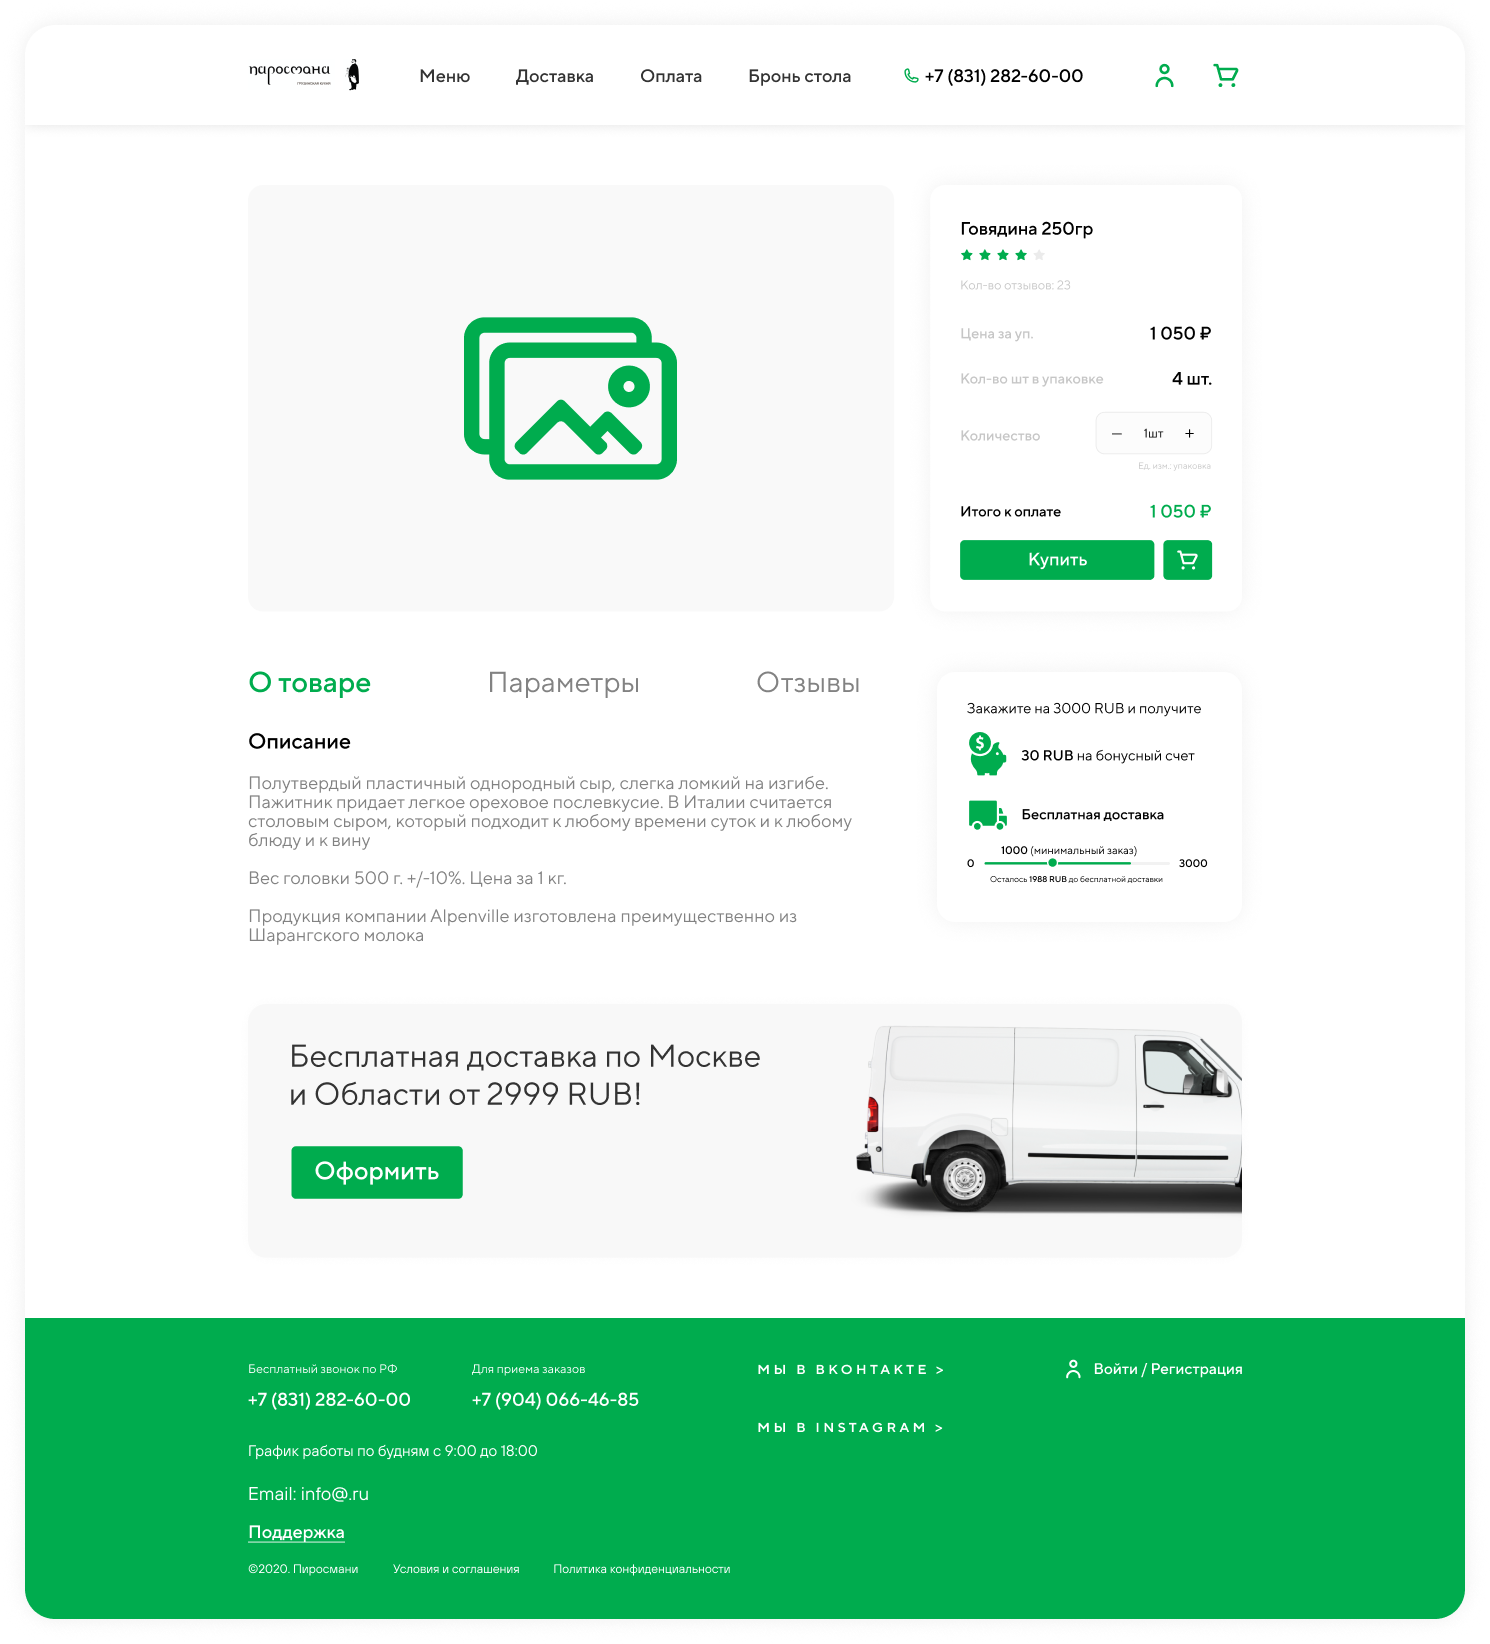 пиросмани
ГРУЗИНСКАЯ КУХНЯ
Меню
Доставка
Оплата
Бронь стола
+7 (831) 282-60-00
Говядина 250гр
Кол-во отзывов: 23
Цена за уп.
1 050 ₽
Кол-во шт в упаковке
4 шт.
Количество
– 1шт +
Ед. изм.: упаковка
Итого к оплате
1 050 ₽
Купить
О товаре
Параметры
Отзывы
Описание
Полутвердый пластичный однородный сыр, слегка ломкий на изгибе.
Пажитник придает легкое ореховое послевкусие. В Италии считается
столовым сыром, который подходит к любому времени суток и к любому
блюду и к вину
Вес головки 500 г. +/-10%. Цена за 1 кг.
Продукция компании Alpenville изготовлена преимущественно из
Шарангского молока
Закажите на 3000 RUB и получите
$
30 RUB на бонусный счет
Бесплатная доставка
1000 (минимальный заказ)
0
3000
Осталось 1988 RUB до бесплатной доставки
Бесплатная доставка по Москве
и Области от 2999 RUB!
Оформить
Бесплатный звонок по РФ
+7 (831) 282-60-00
Для приема заказов
+7 (904) 066-46-85
График работы по будням с 9:00 до 18:00
Email: info@.ru
Поддержка
©2020. Пиросмани
Условия и соглашения
Политика конфиденциальности
МЫ В ВКОНТАКТЕ >
МЫ В INSTAGRAM >
Войти / Регистрация